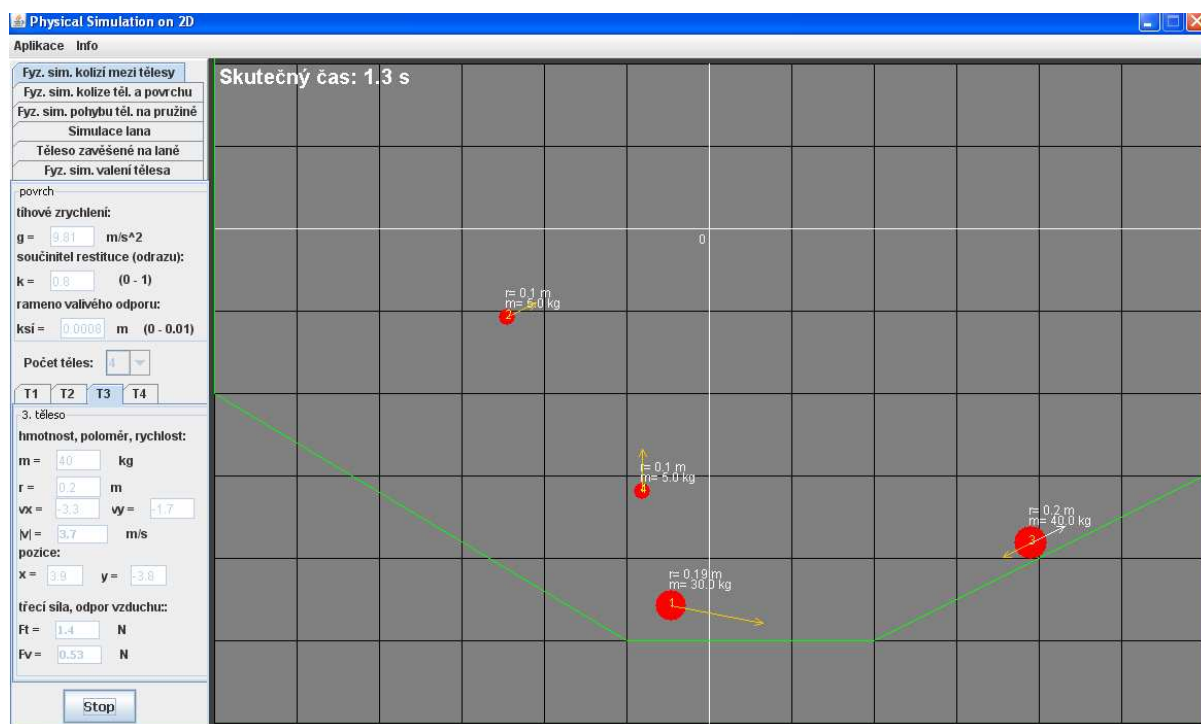 Physical Simulation on 2D
Aplikace Info
Fyz. sim. kolizí mezi tělesy
Fyz. sim. kolize těl. a povrchu
Fyz. sim. pohybu těl. na pružině
Simulace lana
Těleso zavěšené na laně
Fyz. sim. valení tělesa
povrch
tíhové zrychlení:
g = 9.81 m/s^2
součinitel restituce (odrazu):
k = 0.8 (0 - 1)
rameno valivého odporu:
ksí = 0.0008 m (0 - 0.01)
Počet těles: 4
T1 T2 T3 T4
3. těleso
hmotnost, poloměr, rychlost:
m = 40 kg
r = 0.2 m
vx = -3.3 vy = -1.7
|v| = 3.7 m/s
pozice:
x = 3.9 y = -3.8
třecí síla, odpor vzduchu::
Ft = 1.4 N
Fv = 0.53 N
Stop
Skutečný čas: 1.3 s
0
r= 0.1 m
m= 5.0 kg
2
r= 0.1 m
m= 5.0 kg
4
r= 0.2 m
m= 40.0 kg
3
r= 0.19 m
m= 30.0 kg
1